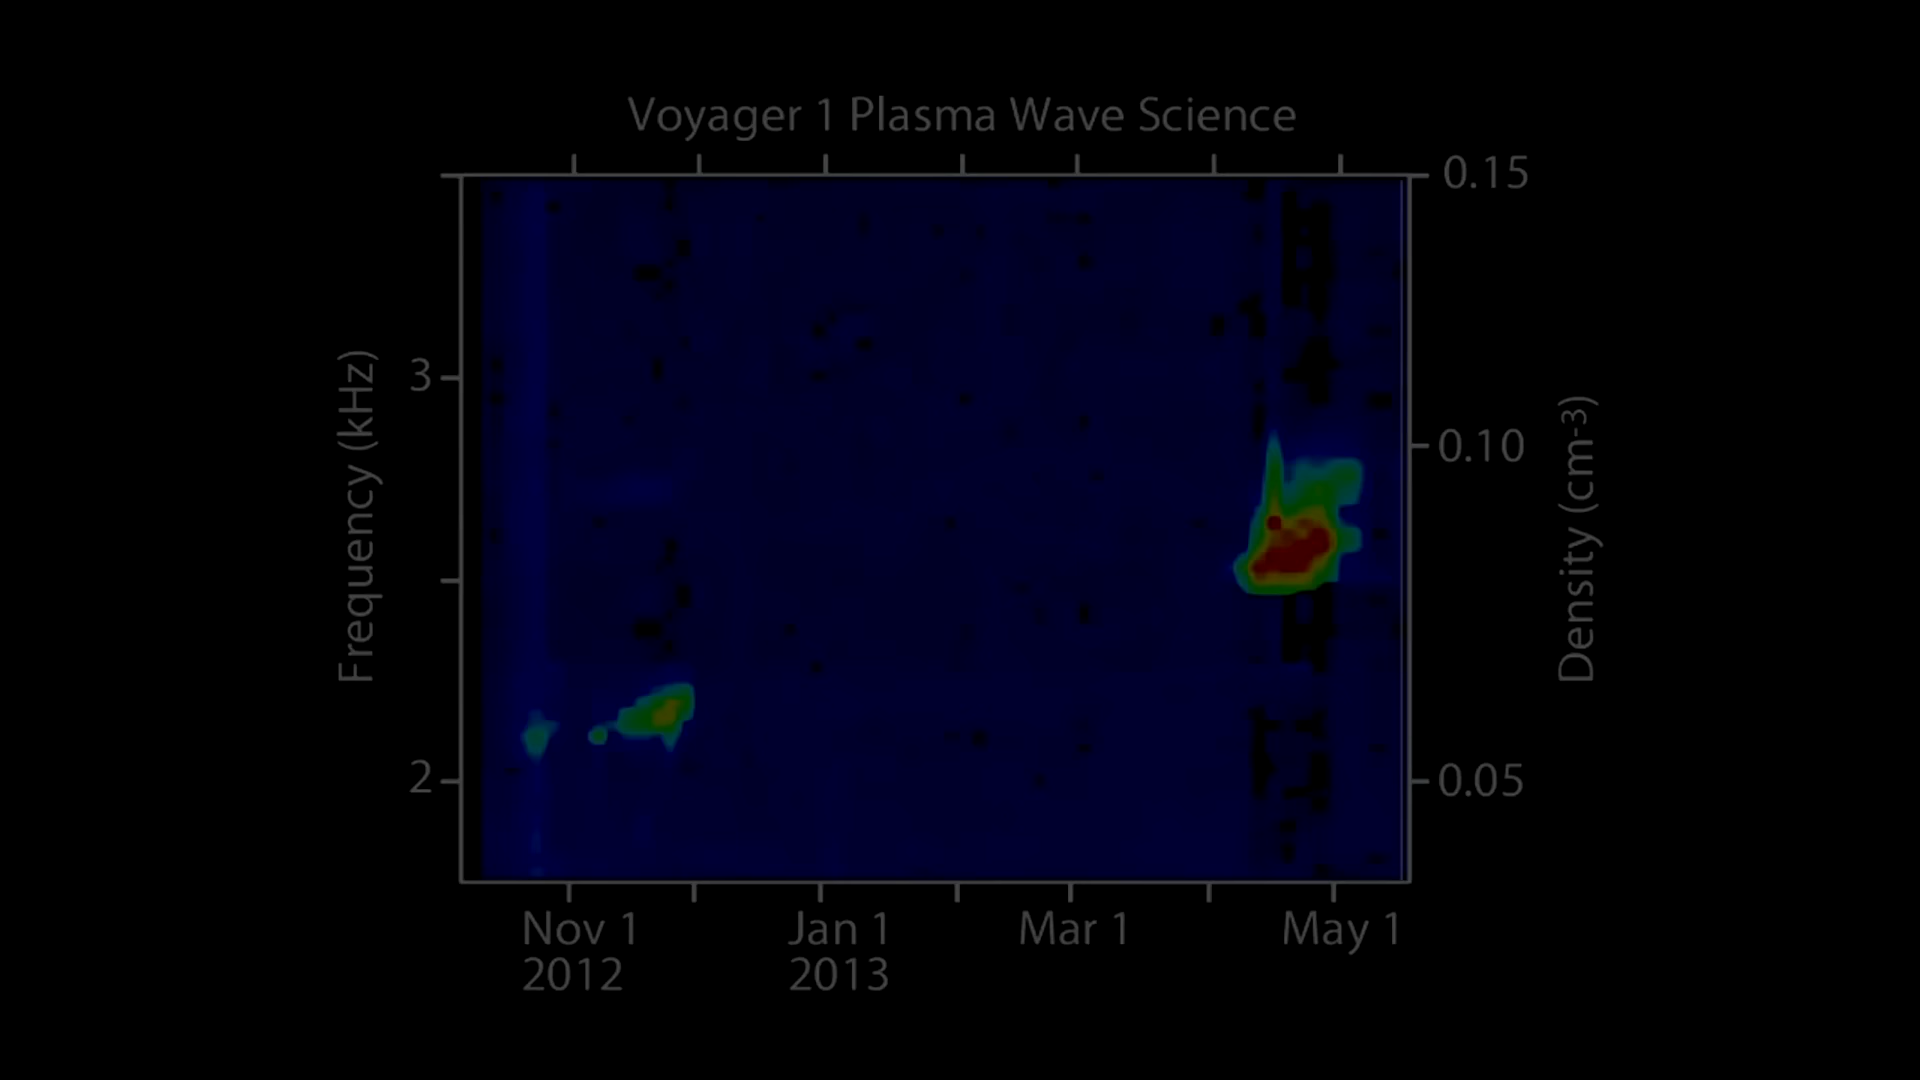 Voyager 1 Plasma Wave Science
0.15
3
0.10
Frequency (kHz)
Density (cm-3)
2
0.05
Nov 1
2012
Jan 1
2013
Mar 1
May 1